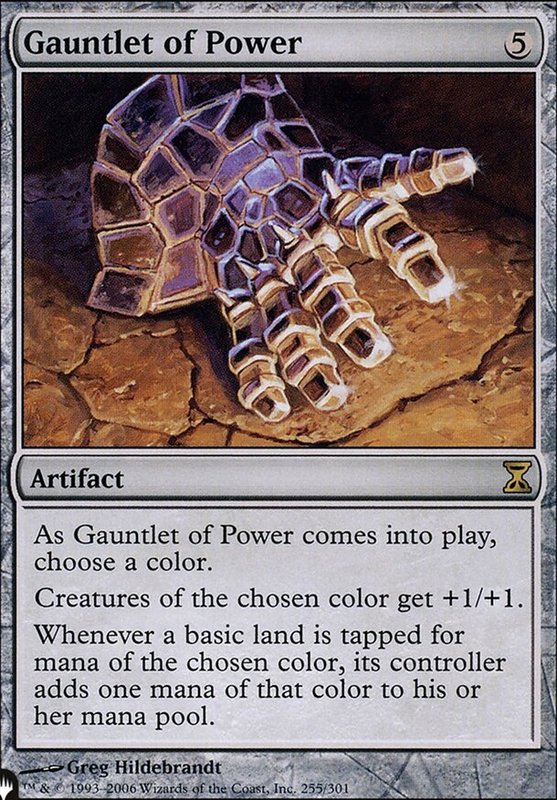 Gauntlet of Power 5
Artifact
As Gauntlet of Power comes into play,
choose a color.
Creatures of the chosen color get +1/+1.
Whenever a basic land is tapped for
mana of the chosen color, its controller
adds one mana of that color to his or
her mana pool.
Greg Hildebrandt
™ & © 1993–2006 Wizards of the Coast, Inc. 255/301